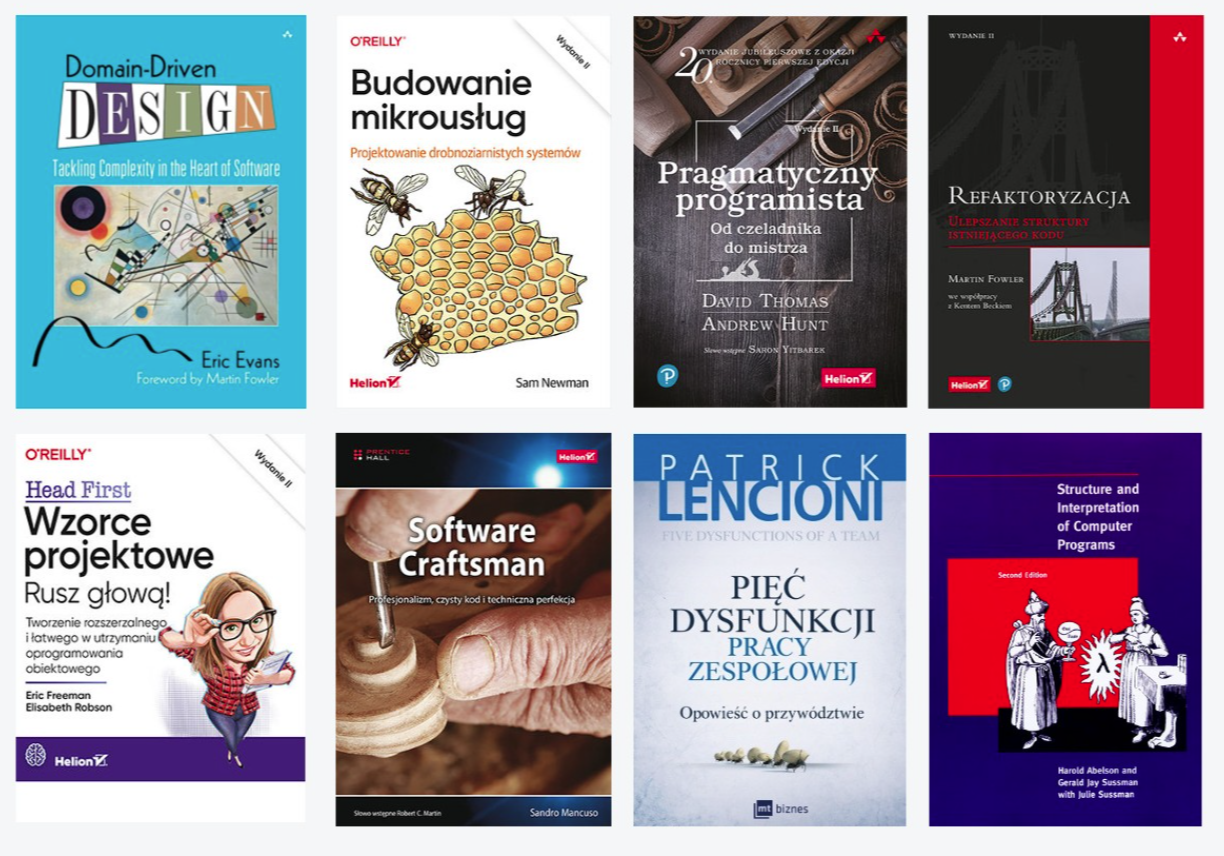 Domain-Driven
DESIGN
Tackling Complexity in the Heart of Software
Eric Evans
Foreword by Martin Fowler
O'REILLY®
Wydanie II
Budowanie
mikrousług
Projektowanie drobnoziarnistych systemów
Helion
Sam Newman
20.
WYDANIE JUBILEUSZOWE Z OKAZJI
ROCZNICY PIERWSZEJ EDYCJI
Wydanie II
Pragmatyczny
programista
Od czeladnika
do mistrza
DAVID THOMAS
ANDREW HUNT
Słowo wstępne SARON YITBAREK
P
Helion
WYDANIE II
REFAKTORYZACJA
ULEPSZANIE STRUKTURY
ISTNIEJĄCEGO KODU
MARTIN FOWLER
we współpracy
z Kentem Beckiem
Helion
P
O'REILLY®
Wydanie II
Head First
Wzorce
projektowe
Rusz głową!
Tworzenie rozszerzalnego
i łatwego w utrzymaniu
oprogramowania
obiektowego
Eric Freeman
Elisabeth Robson
Helion
PRENTICE
HALL
Helion
Software
Craftsman
Profesjonalizm, czysty kod i techniczna perfekcja
Słowo wstępne Robert C. Martin
Sandro Mancuso
PATRICK
LENCIONI
FIVE DYSFUNCTIONS OF A TEAM
PIĘĆ
DYSFUNKCJI
PRACY
ZESPOŁOWEJ
Opowieść o przywództwie
mt biznes
Structure and
Interpretation
of Computer
Programs
Second Edition
λ
Harold Abelson and
Gerald Jay Sussman
with Julie Sussman